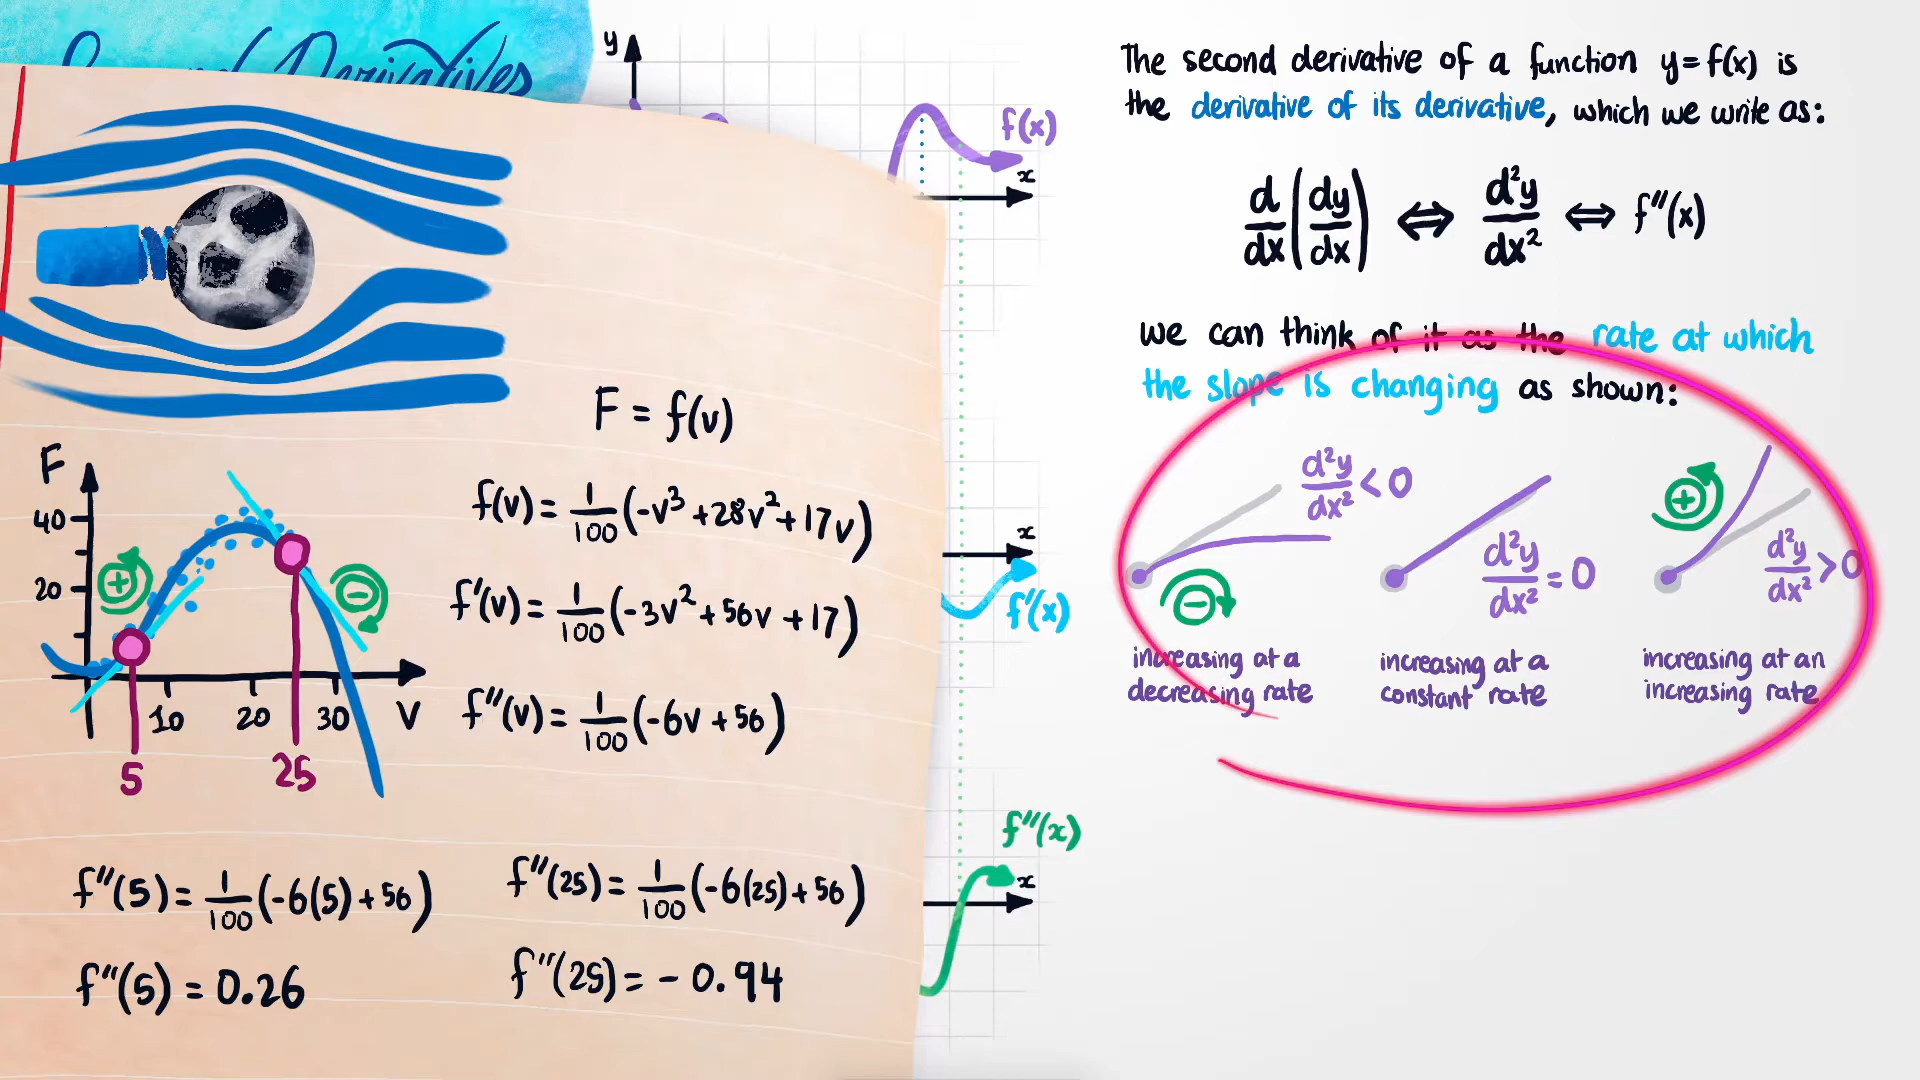 Second Derivatives
F = f(v)
f(v) = 1/100 (-v³ + 28v² + 17v)
f'(v) = 1/100 (-3v² + 56v + 17)
f''(v) = 1/100 (-6v + 56)
F
40
20
+
−
10 20 30 V
5 25
f''(5) = 1/100 (-6(5) + 56)
f''(5) = 0.26
f''(25) = 1/100 (-6(25) + 56)
f''(25) = - 0.94
y
f(x)
x
x
f'(x)
f''(x)
x
The second derivative of a function y = f(x) is
the derivative of its derivative, which we write as:
d/dx (dy/dx) ⇔ d²y/dx² ⇔ f''(x)
we can think of it as the rate at which
the slope is changing as shown:
d²y/dx² < 0
−
increasing at a
decreasing rate
d²y/dx² = 0
increasing at a
constant rate
+
d²y/dx² > 0
increasing at an
increasing rate